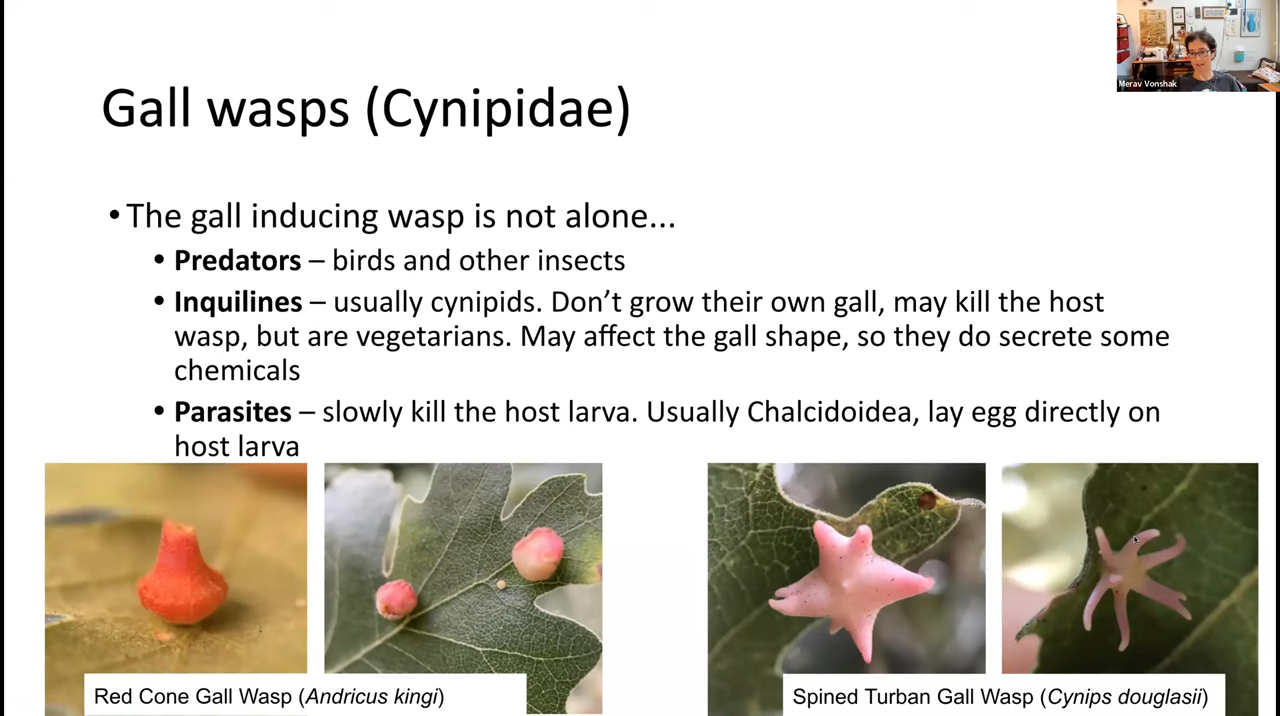 Merav Vonshak
Gall wasps (Cynipidae)
• The gall inducing wasp is not alone...
• Predators – birds and other insects
• Inquilines – usually cynipids. Don’t grow their own gall, may kill the host
wasp, but are vegetarians. May affect the gall shape, so they do secrete some
chemicals
• Parasites – slowly kill the host larva. Usually Chalcidoidea, lay egg directly on
host larva
Red Cone Gall Wasp (Andricus kingi)
Spined Turban Gall Wasp (Cynips douglasii)